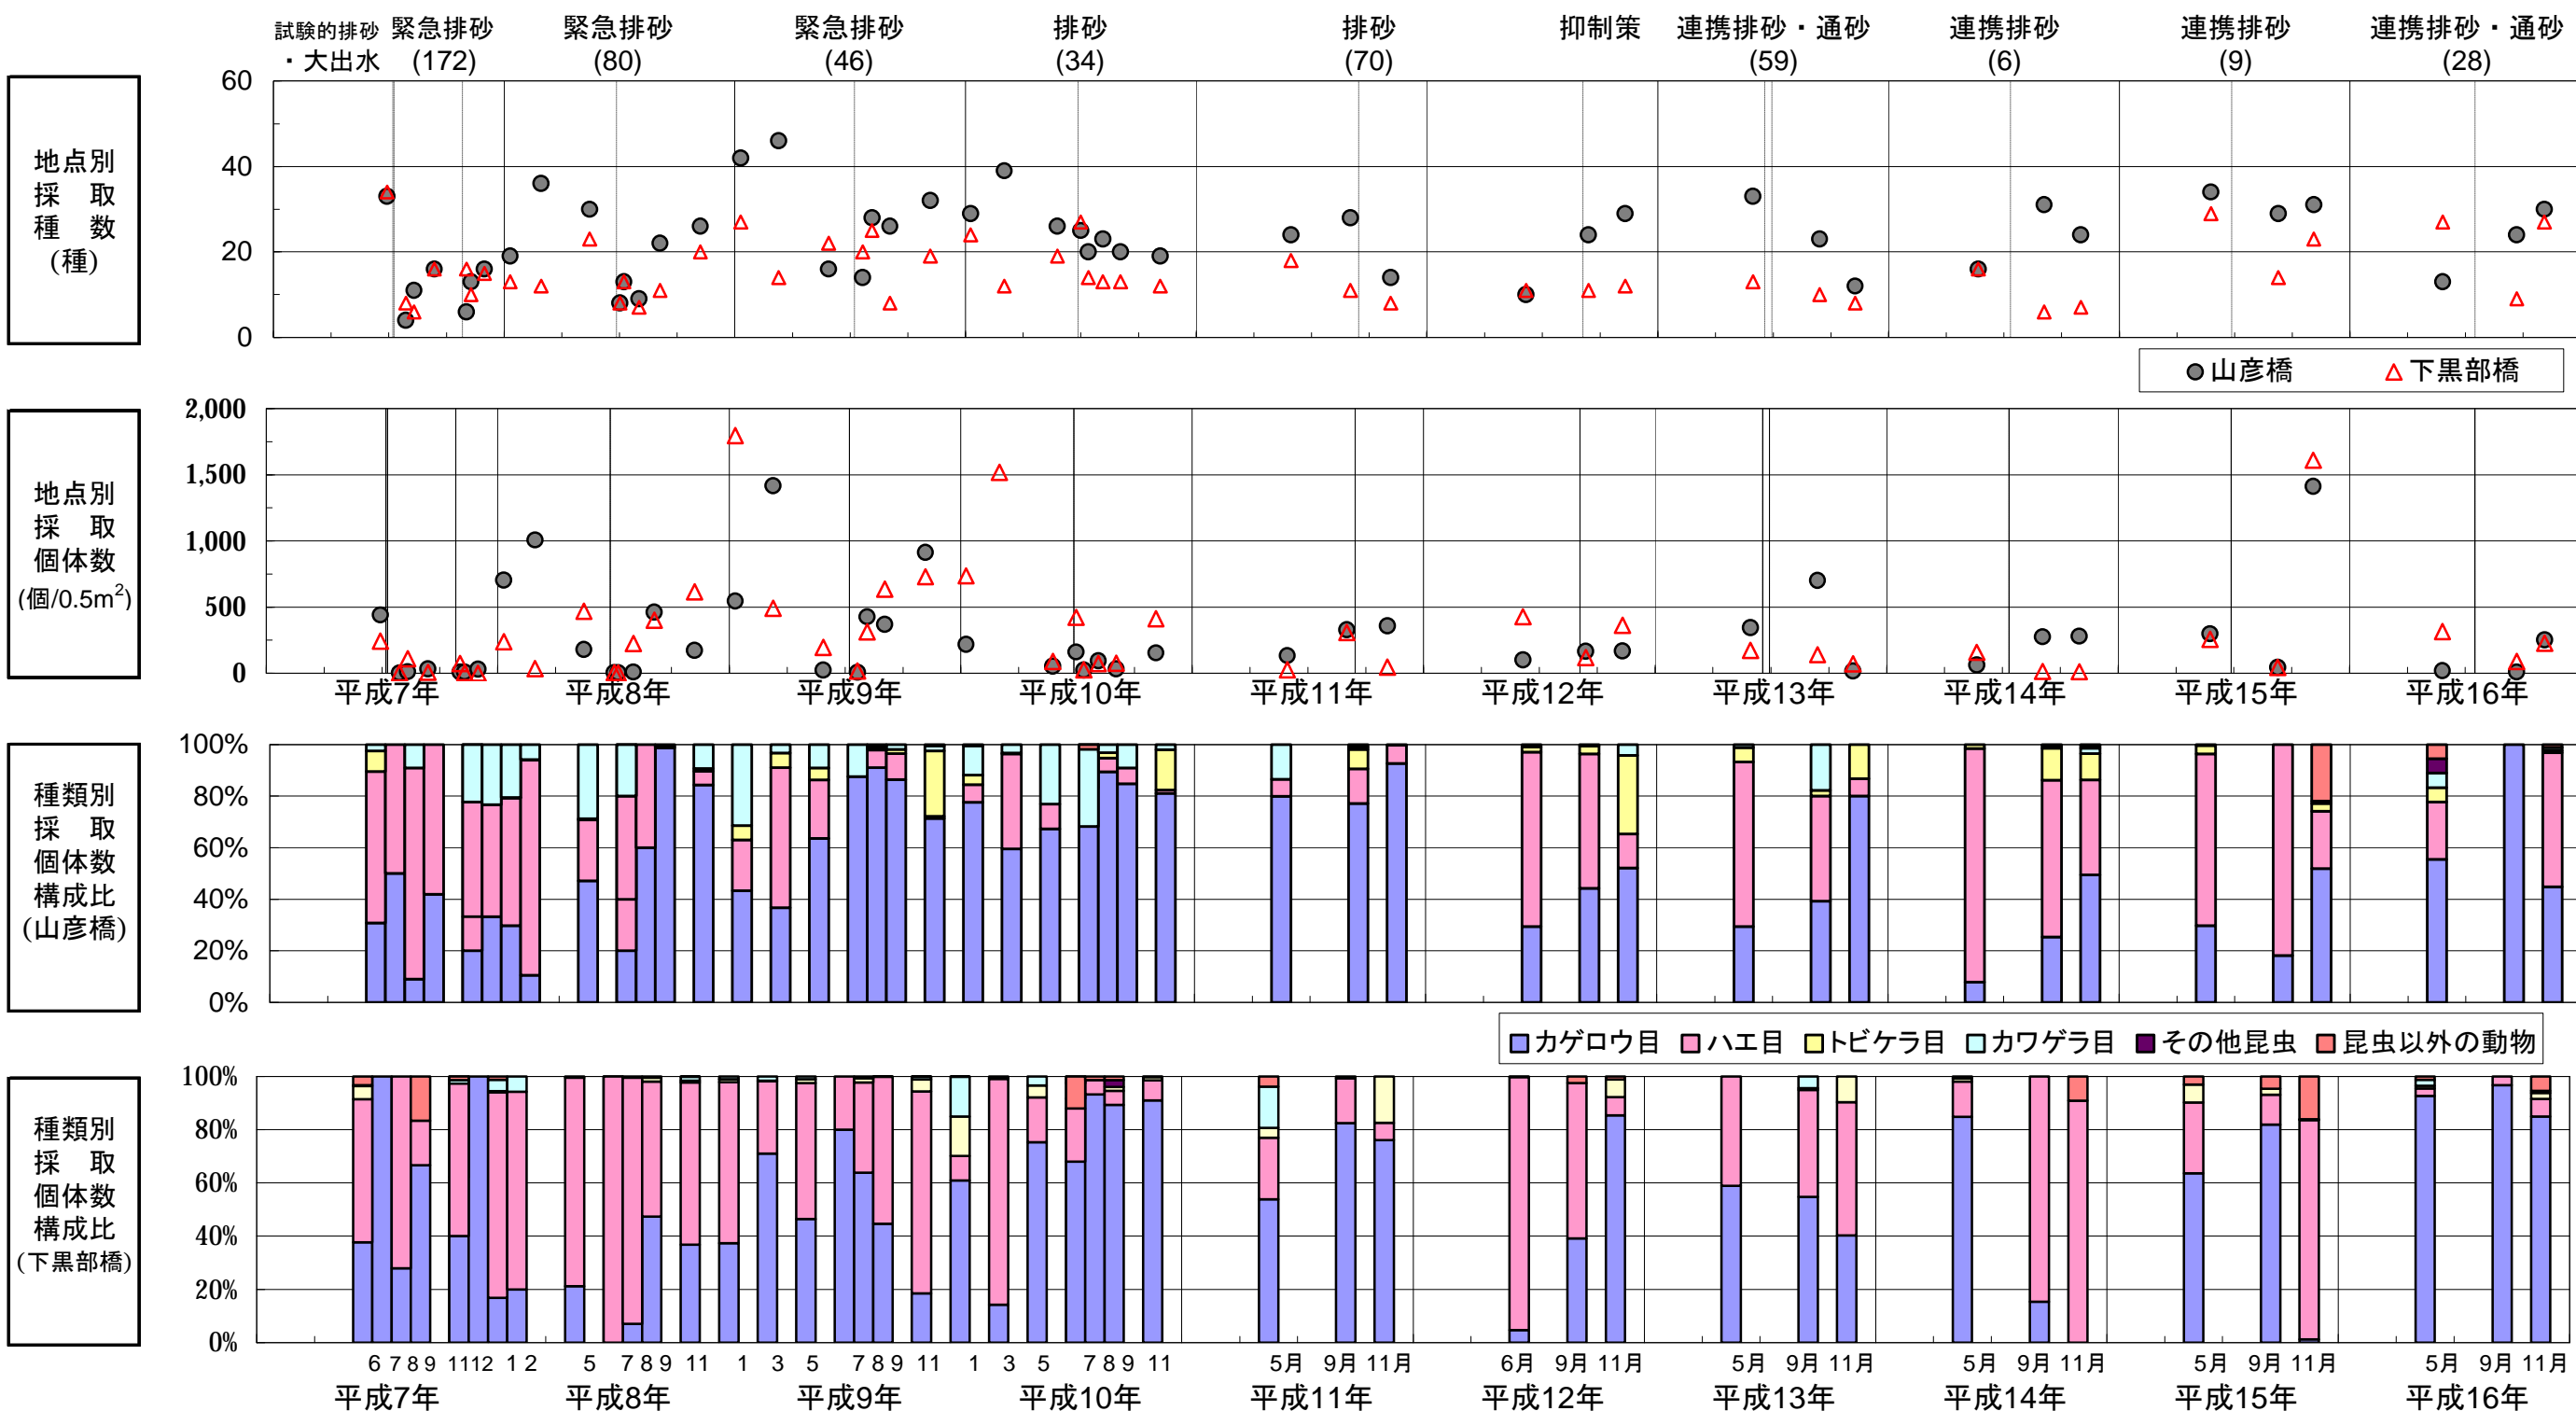 試験的排砂 緊急排砂 緊急排砂 緊急排砂 排砂 排砂 抑制策 連携排砂・通砂 連携排砂 連携排砂 連携排砂・通砂
・大出水 (172) (80) (46) (34) (70) (59) (6) (9) (28)
地点別
採 取
種 数
(種)
60
40
20
0
山彦橋 下黒部橋
地点別
採 取
個体数
(個/0.5m²)
2,000
1,500
1,000
500
0
平成7年 平成8年 平成9年 平成10年 平成11年 平成12年 平成13年 平成14年 平成15年 平成16年
種類別
採 取
個体数
構成比
(山彦橋)
100%
80%
60%
40%
20%
0%
カゲロウ目 ハエ目 トビケラ目 カワゲラ目 その他昆虫 昆虫以外の動物
種類別
採 取
個体数
構成比
(下黒部橋)
100%
80%
60%
40%
20%
0%
6 7 8 9 11 12 1 2 5 7 8 9 11 1 3 5 7 8 9 11 1 3 5 7 8 9 11 5月 9月 11月 6月 9月 11月 5月 9月 11月 5月 9月 11月 5月 9月 11月 5月 9月 11月
平成7年 平成8年 平成9年 平成10年 平成11年 平成12年 平成13年 平成14年 平成15年 平成16年